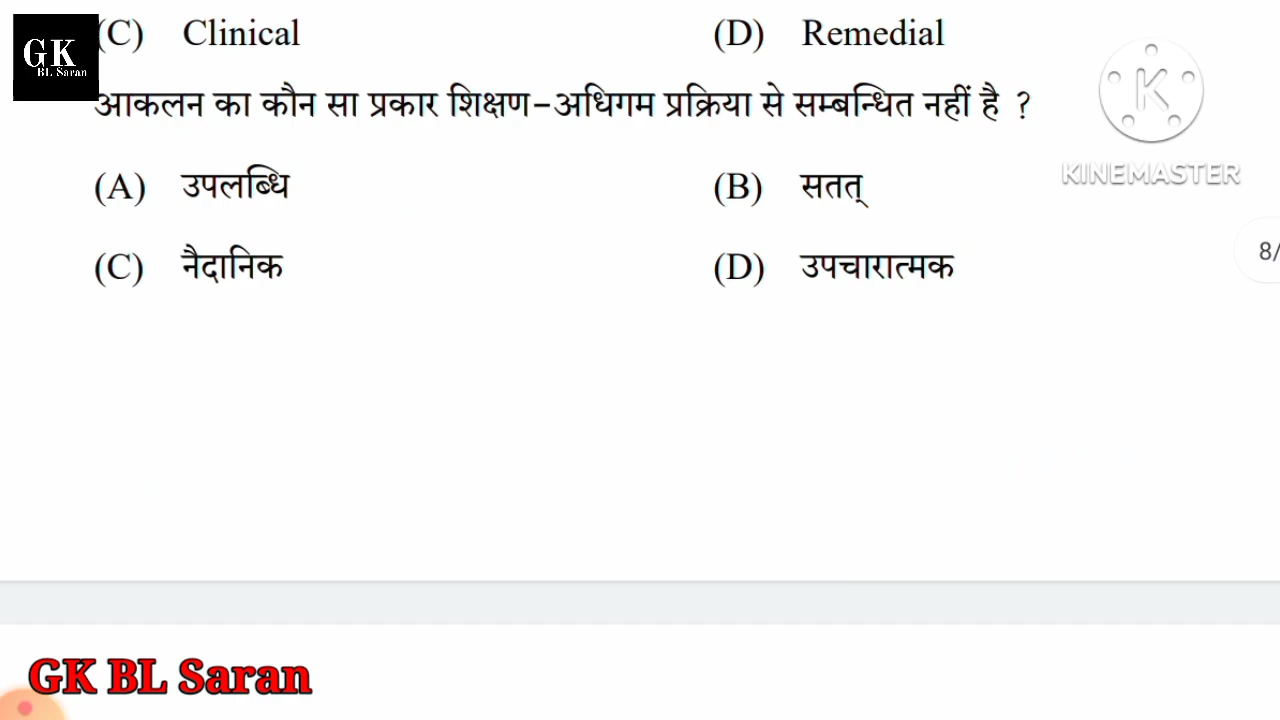 GK
BL Saran
(C) Clinical (D) Remedial
आकलन का कौन सा प्रकार शिक्षण-अधिगम प्रक्रिया से सम्बन्धित नहीं है ?
K
KINEMASTER
(A) उपलब्धि (B) सतत्
(C) नैदानिक (D) उपचारात्मक
8/
GK BL Saran